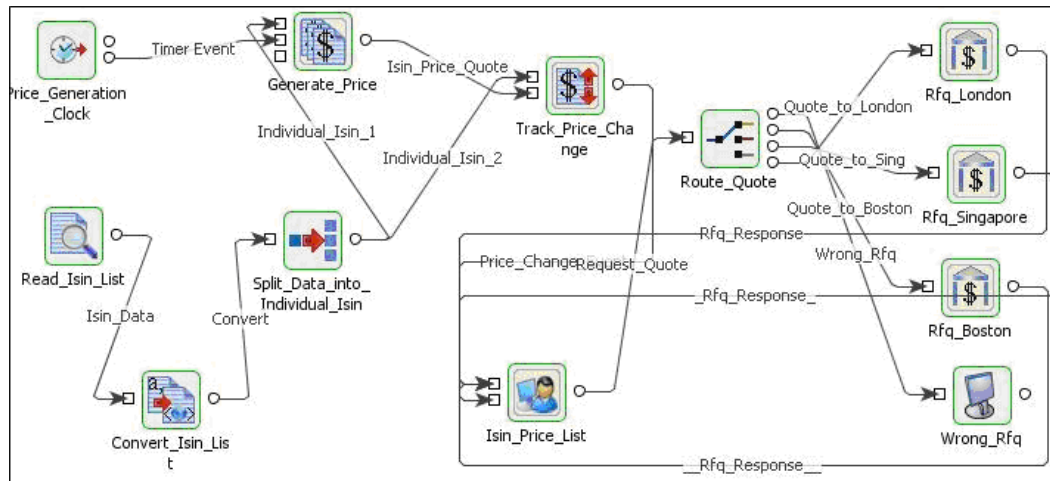 Timer Event
Price_Generation
_Clock
Generate_Price
Isin_Price_Quote
Individual_Isin_1
Individual_Isin_2
Track_Price_Cha
nge
Quote_to_London
Rfq_London
Route_Quote
Quote_to_Sing
Rfq_Singapore
Quote_to_Boston
Read_Isin_List
Split_Data_into_
Individual_Isin
Rfq_Response
Price_Change
Request_Quote
Wrong_Rfq
Isin_Data
Convert
_Rfq_Response_
Rfq_Boston
a,
Convert_Isin_Lis
t
Isin_Price_List
Wrong_Rfq
__Rfq_Response__